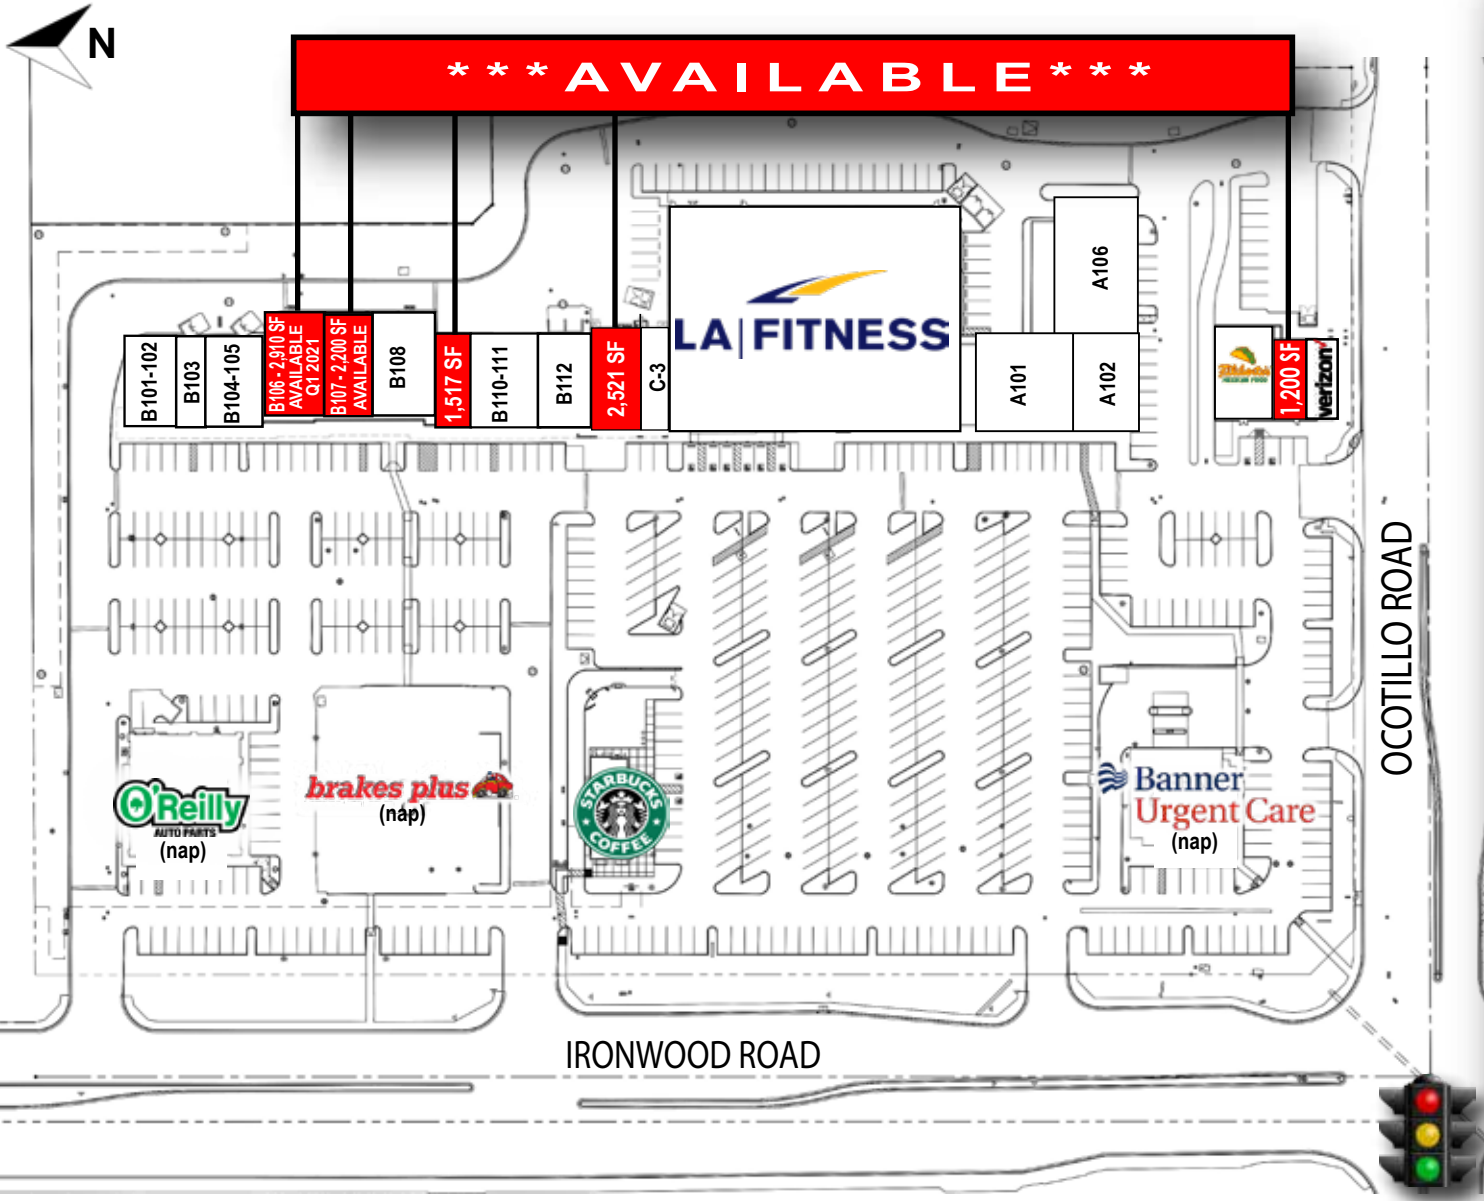 N
***AVAILABLE***
B101-102
B103
B104-105
B106 - 2,910 SF
AVAILABLE
Q1 2021
B107 - 2,200 SF
AVAILABLE
B108
1,517 SF
B110-111
B112
2,521 SF
C-3
LA|FITNESS
A101
A106
A102
1,200 SF
verizon
OCOTILLO ROAD
O'Reilly
AUTO PARTS
(nap)
brakes plus
(nap)
STARBUCKS
COFFEE
Banner
Urgent Care
(nap)
IRONWOOD ROAD